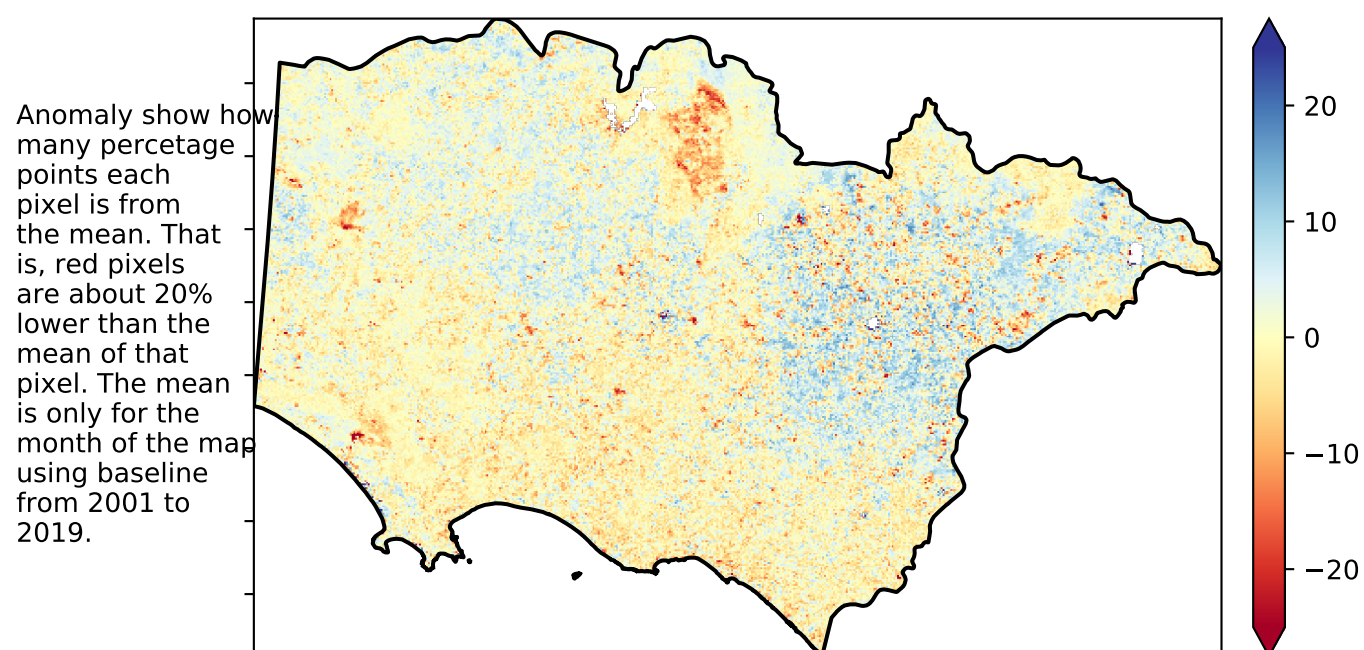 Anomaly show how
many percetage
points each
pixel is from
the mean. That
is, red pixels
are about 20%
lower than the
mean of that
pixel. The mean
is only for the
month of the map
using baseline
from 2001 to
2019.
20
10
0
−10
−20